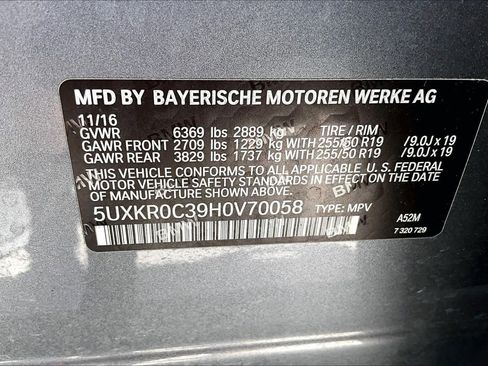 MFD BY BAYERISCHE MOTOREN WERKE AG
11/16
GVWR 6369 lbs 2889 kg TIRE / RIM
GAWR FRONT 2709 lbs 1229 kg WITH 255/50 R19 /9.0J x 19
GAWR REAR 3829 lbs 1737 kg WITH 255/50 R19 /9.0J x 19
THIS VEHICLE CONFORMS TO ALL APPLICABLE U.S. FEDERAL
MOTOR VEHICLE SAFETY STANDARDS IN EFFECT ON THE
DATE OF MANUFACTURE SHOWN ABOVE.
5UXKR0C39H0V70058 TYPE: MPV A52M
7 320 729